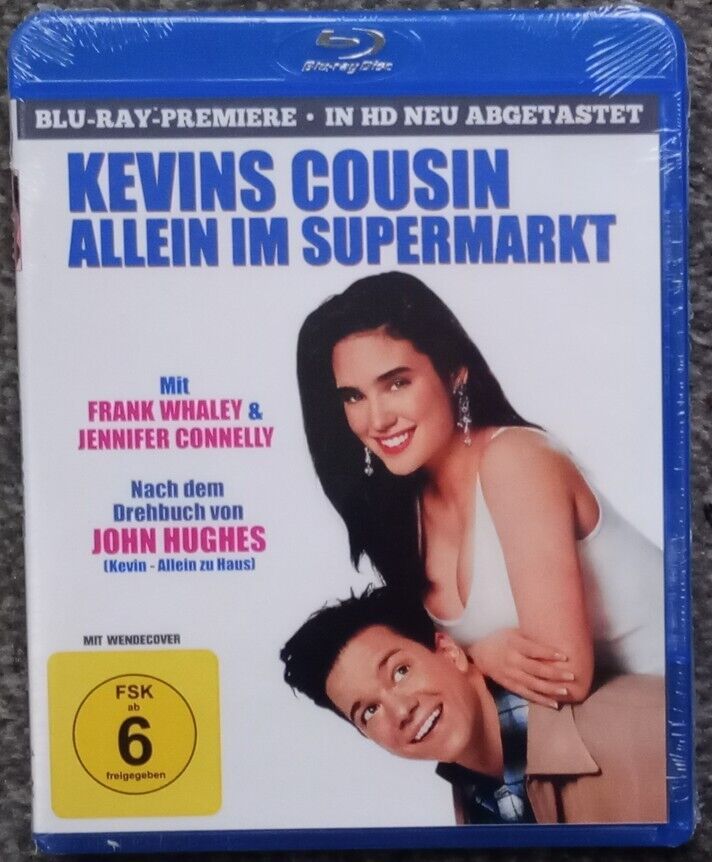 Blu-ray Disc
BLU-RAY-PREMIERE · IN HD NEU ABGETASTET
KEVINS COUSIN
ALLEIN IM SUPERMARKT
Mit
FRANK WHALEY &
JENNIFER CONNELLY
Nach dem
Drehbuch von
JOHN HUGHES
(Kevin - Allein zu Haus)
MIT WENDECOVER
FSK
ab
6
freigegeben